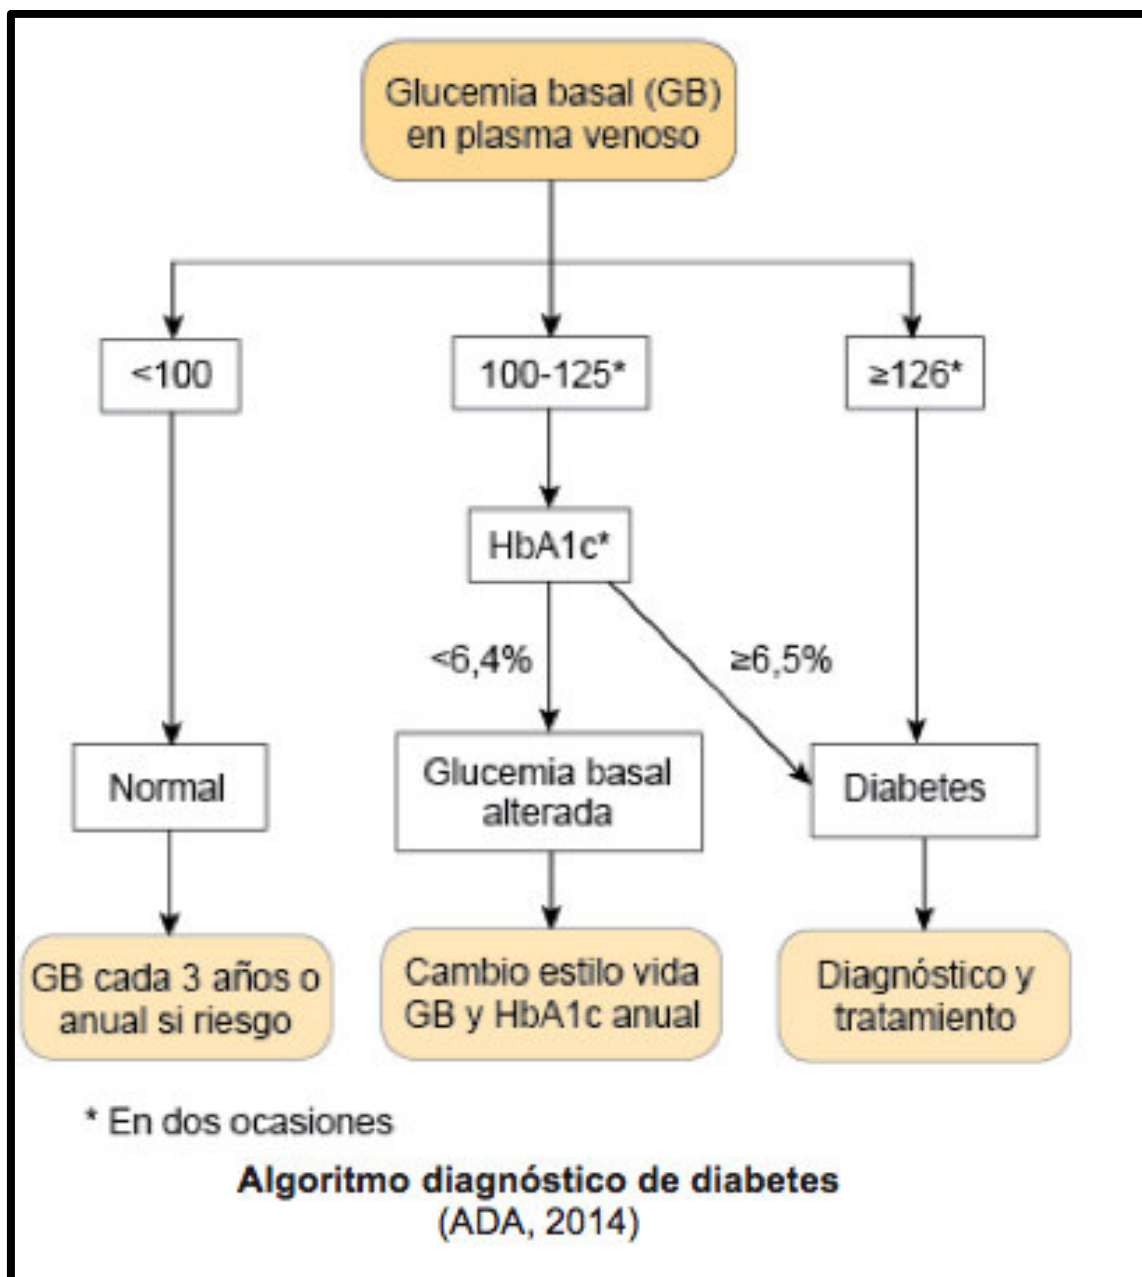 Glucemia basal (GB)
en plasma venoso
<100
100-125*
≥126*
HbA1c*
<6,4%
≥6,5%
Normal
Glucemia basal
alterada
Diabetes
GB cada 3 años o
anual si riesgo
Cambio estilo vida
GB y HbA1c anual
Diagnóstico y
tratamiento
* En dos ocasiones
Algoritmo diagnóstico de diabetes
(ADA, 2014)